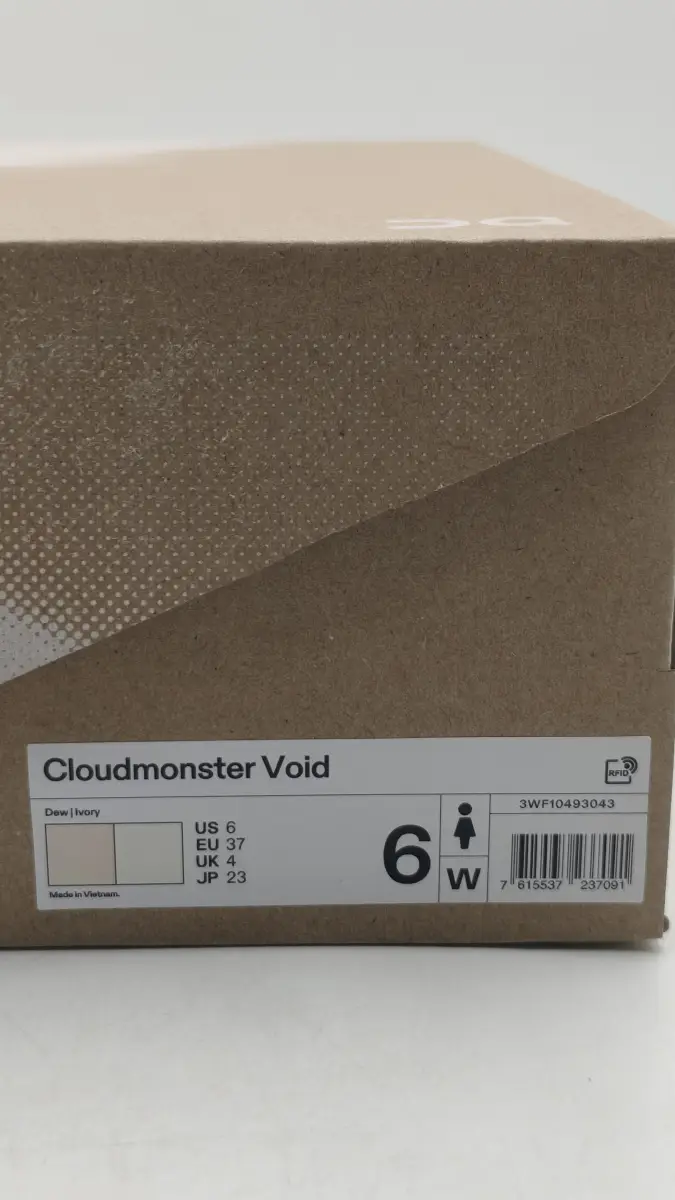 on
Cloudmonster Void
RFID
Dew | Ivory
3WF10493043
US 6
EU 37
UK 4
JP 23
6
W
7 615537 237091
Made in Vietnam.